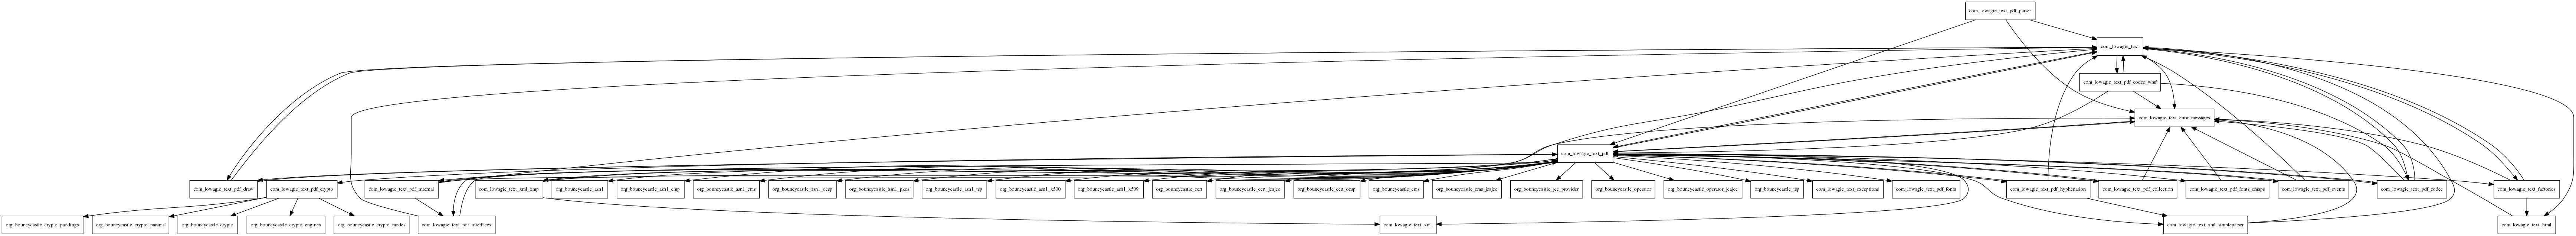 com_lowagie_text_pdf_parser
com_lowagie_text
com_lowagie_text_pdf_codec_wmf
com_lowagie_text_error_messages
com_lowagie_text_pdf
com_lowagie_text_pdf_draw
com_lowagie_text_pdf_crypto
com_lowagie_text_pdf_internal
com_lowagie_text_xml_xmp
org_bouncycastle_asn1
org_bouncycastle_asn1_cmp
org_bouncycastle_asn1_cms
org_bouncycastle_asn1_ocsp
org_bouncycastle_asn1_pkcs
org_bouncycastle_asn1_tsp
org_bouncycastle_asn1_x500
org_bouncycastle_asn1_x509
org_bouncycastle_cert
org_bouncycastle_cert_jcajce
org_bouncycastle_cert_ocsp
org_bouncycastle_cms
org_bouncycastle_cms_jcajce
org_bouncycastle_jce_provider
org_bouncycastle_operator
org_bouncycastle_operator_jcajce
org_bouncycastle_tsp
com_lowagie_text_exceptions
com_lowagie_text_pdf_fonts
com_lowagie_text_pdf_hyphenation
com_lowagie_text_pdf_collection
com_lowagie_text_pdf_fonts_cmaps
com_lowagie_text_pdf_events
com_lowagie_text_pdf_codec
com_lowagie_text_factories
org_bouncycastle_crypto_paddings
org_bouncycastle_crypto_params
org_bouncycastle_crypto
org_bouncycastle_crypto_engines
org_bouncycastle_crypto_modes
com_lowagie_text_pdf_interfaces
com_lowagie_text_xml
com_lowagie_text_xml_simpleparser
com_lowagie_text_html